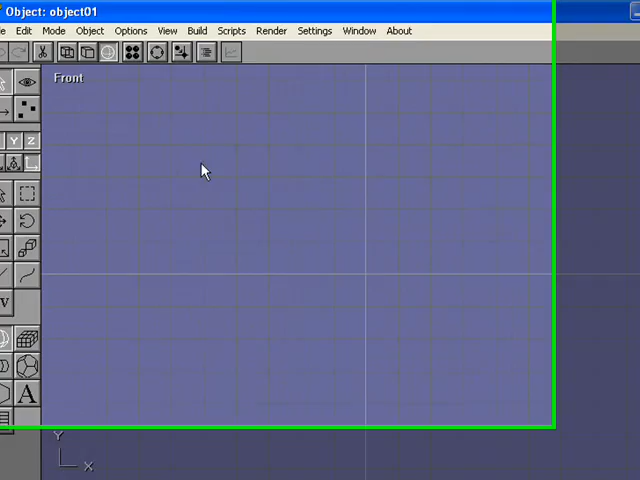 Object: object01
Edit Mode Object Options View Build Scripts Render Settings Window About
Front
Y Z
V
A
Y
X